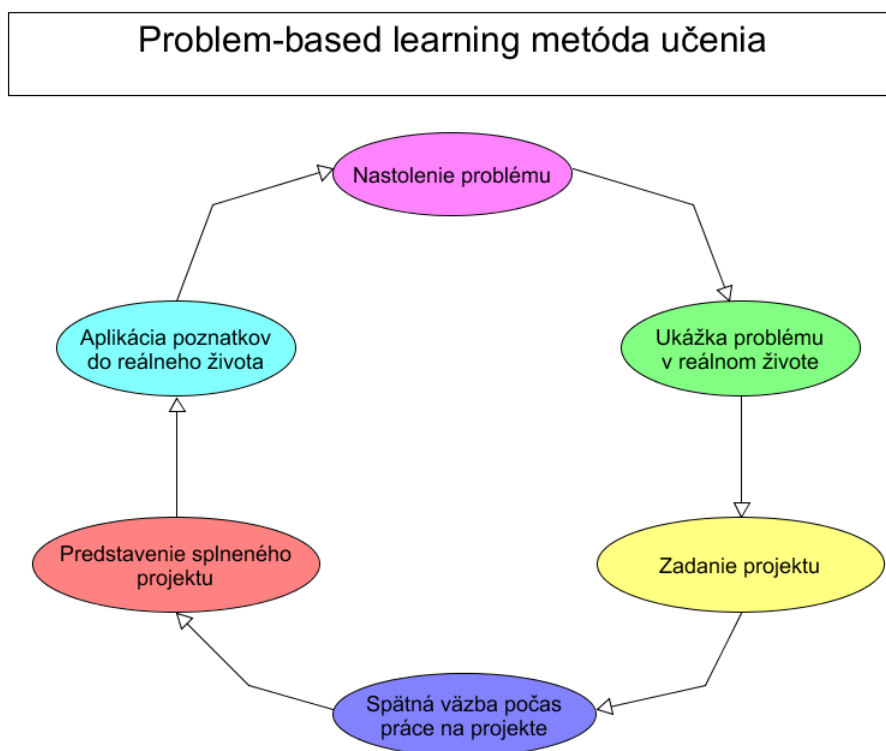 Problem-based learning metóda učenia
Nastolenie problému
Ukážka problému
v reálnom živote
Zadanie projektu
Spätná väzba počas
práce na projekte
Predstavenie splneného
projektu
Aplikácia poznatkov
do reálneho života